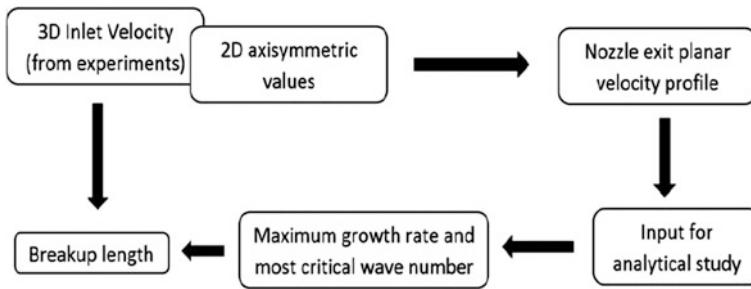 3D Inlet Velocity
(from experiments)
2D axisymmetric
values
Nozzle exit planar
velocity profile
Input for
analytical study
Maximum growth rate and
most critical wave number
Breakup length